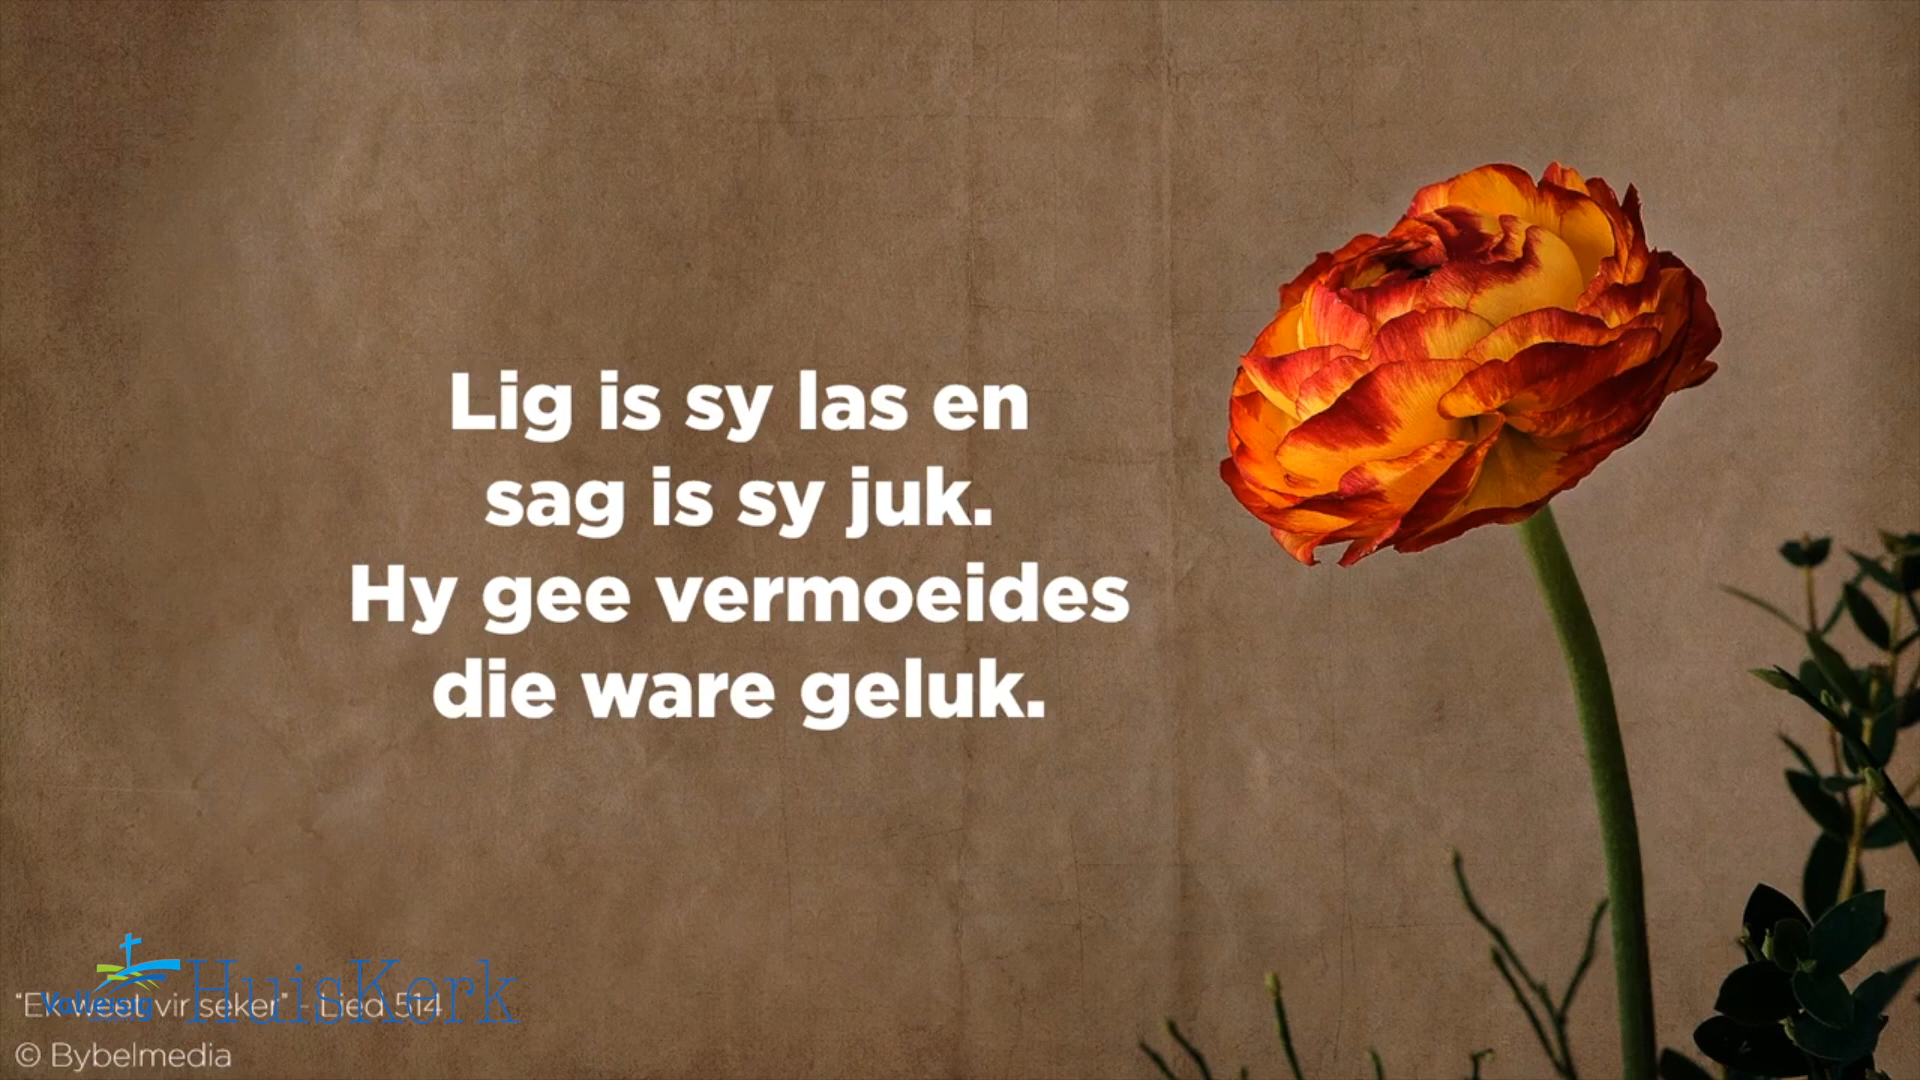 Lig is sy las en
sag is sy juk.
Hy gee vermoeides
die ware geluk.
HuisKerk
"Ek weet vir seker" - Lied 514
© Bybelmedia